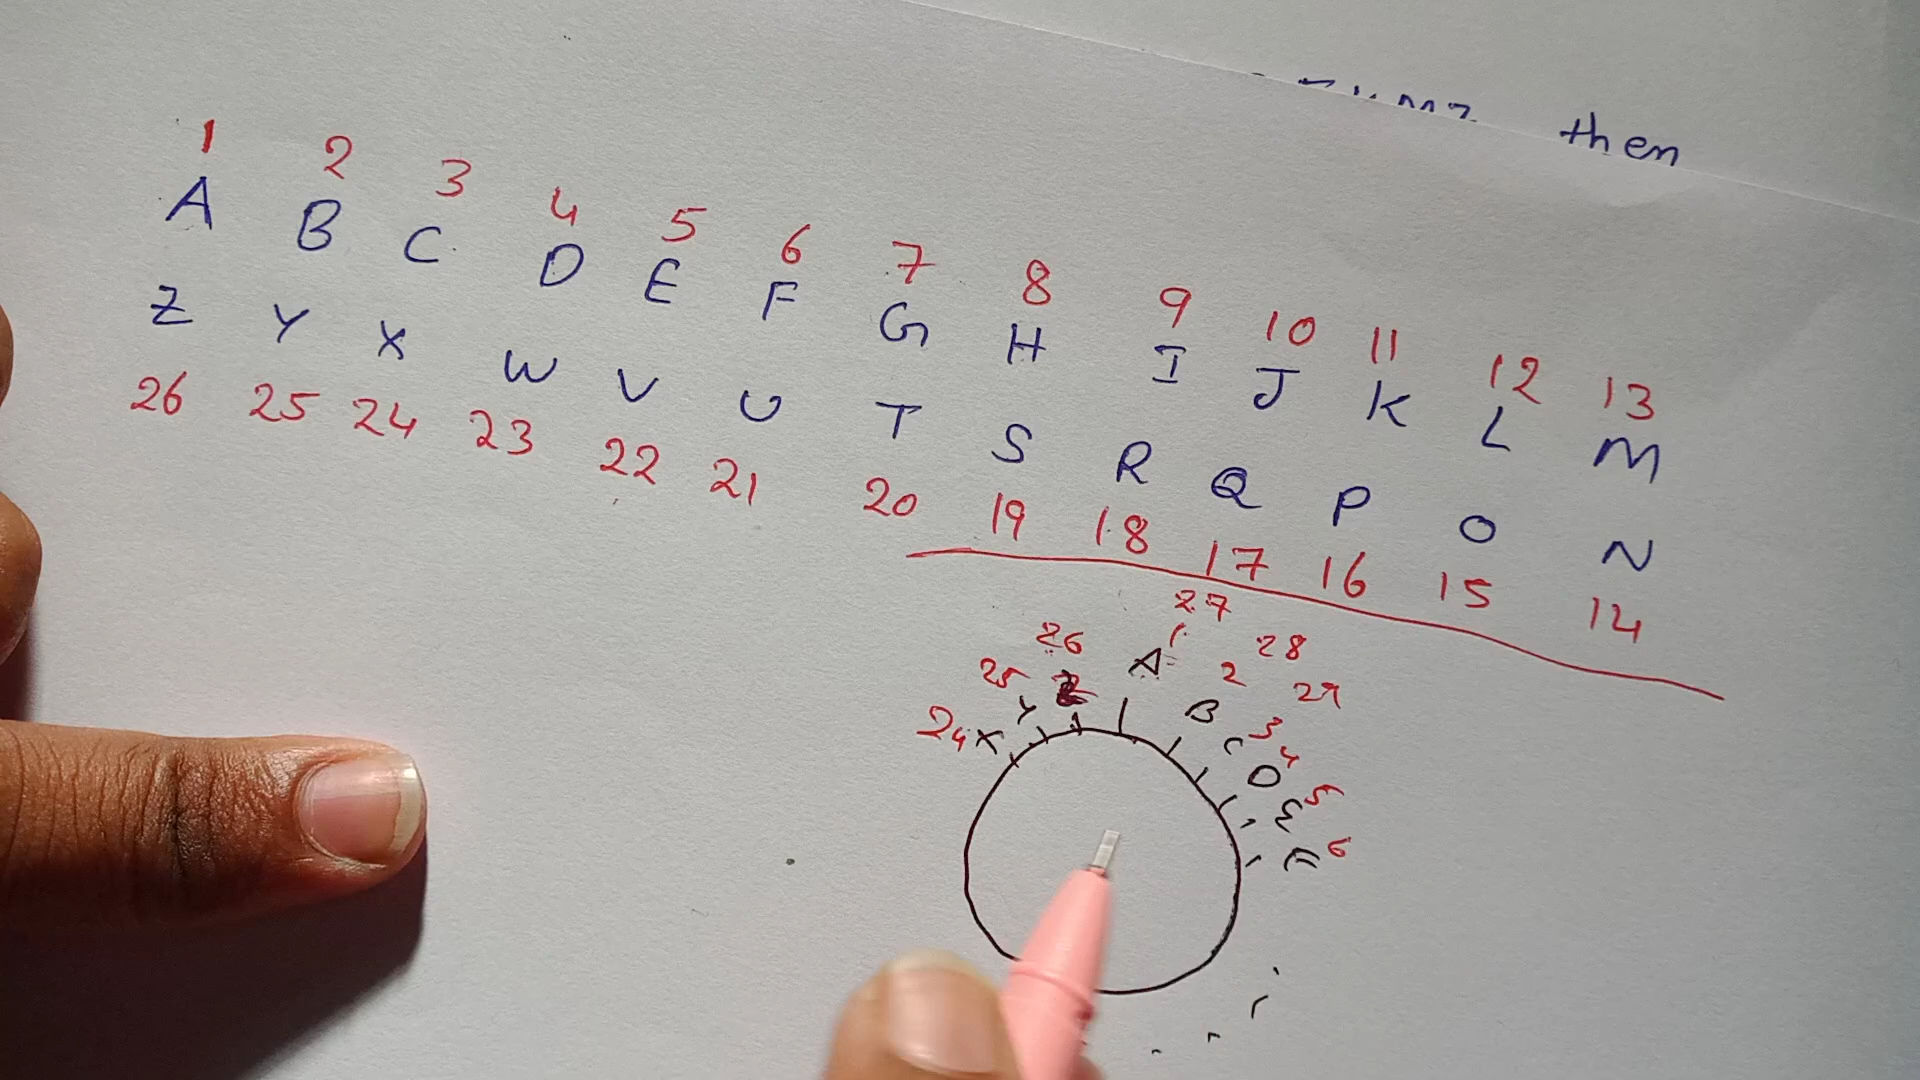 then
1 2 3 4 5 6 7 8 9 10 11 12 13
A B C D E F G H I J K L M
Z Y X W V U T S R Q P O N
26 25 24 23 22 21 20 19 18 17 16 15 14
27
26 1 28
25 Z A 2 29
24 X Y B 3
C 4
D 5
E
F 6